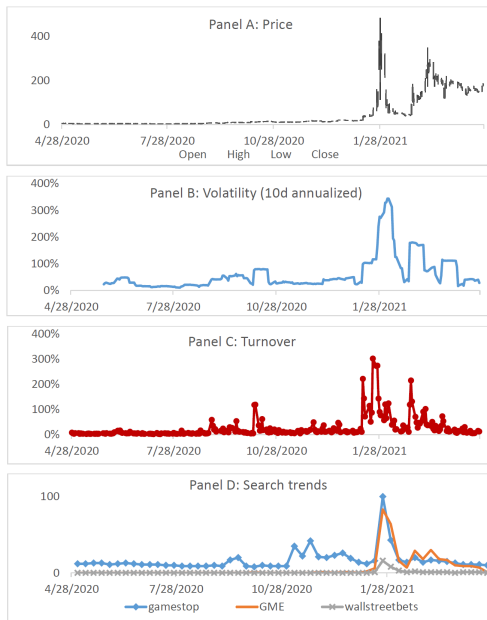 Panel A: Price
400
200
0
4/28/2020 7/28/2020 10/28/2020 1/28/2021
Open High Low Close
Panel B: Volatility (10d annualized)
400%
300%
200%
100%
0%
4/28/2020 7/28/2020 10/28/2020 1/28/2021
Panel C: Turnover
400%
300%
200%
100%
0%
4/28/2020 7/28/2020 10/28/2020 1/28/2021
Panel D: Search trends
100
0
4/28/2020 7/28/2020 10/28/2020 1/28/2021
gamestop GME wallstreetbets